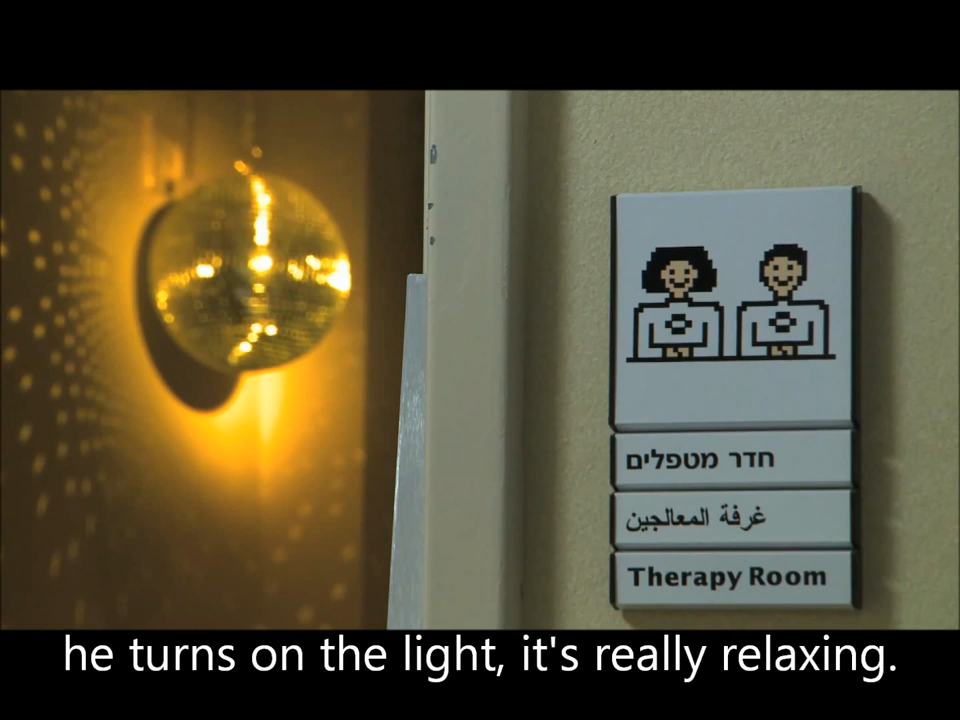 חדר מטפלים
غرفة المعالجين
Therapy Room
he turns on the light, it's really relaxing.